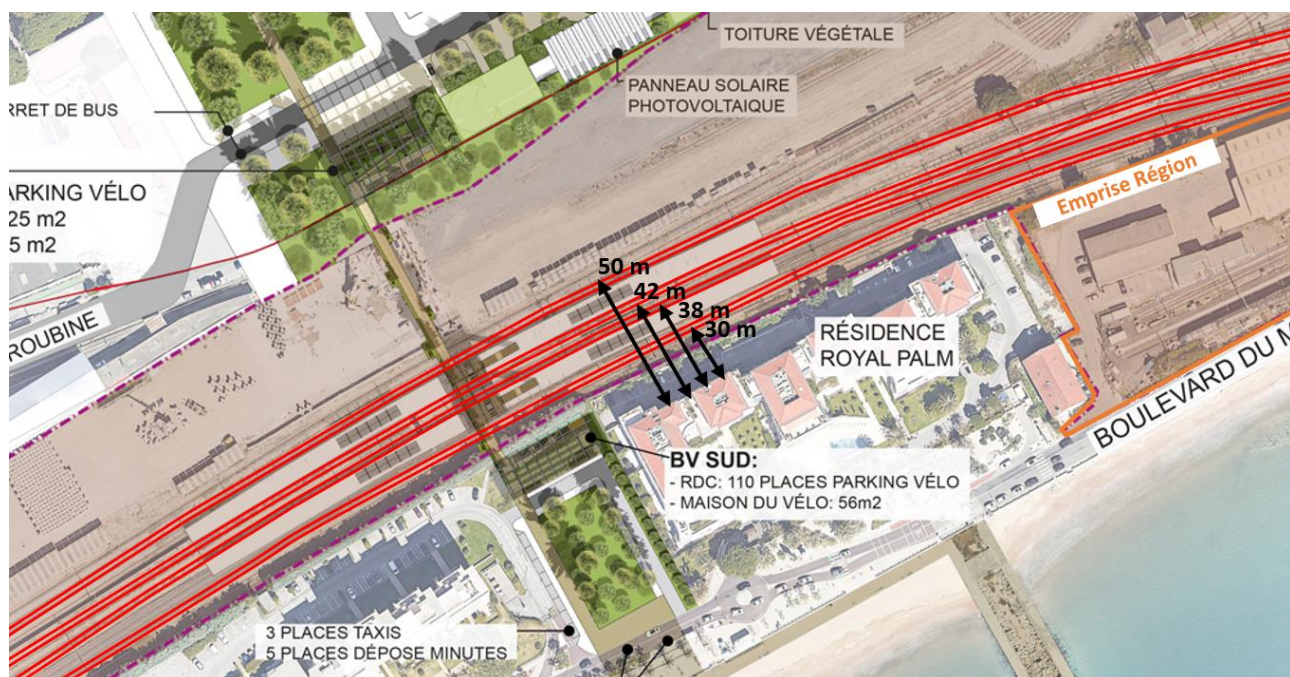 TOITURE VÉGÉTALE
PANNEAU SOLAIRE
PHOTOVOLTAIQUE
RRET DE BUS
ARKING VÉLO
25 m2
5 m2
Emprise Région
50 m
42 m
38 m
30 m
ROUBINE
RÉSIDENCE
ROYAL PALM
BOULEVARD DU
BV SUD:
- RDC: 110 PLACES PARKING VÉLO
- MAISON DU VÉLO: 56m2
3 PLACES TAXIS
5 PLACES DÉPOSE MINUTES